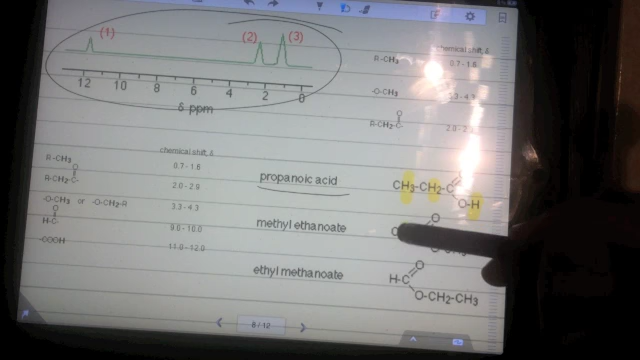 (1) (2) (3)
12 10 8 6 4 2 0
δ ppm
chemical shift, δ
R-CH₃ 0.7-1.6
-O-CH₃
R-CH₂-C-
O
chemical shift, δ
R-CH₃ 0.7-1.6
O
R-CH₂-C- 2.0-2.9
-O-CH₃ or -O-CH₂-R 3.3-4.3
O
H-C- 9.0-10.0
-COOH 11.0-12.0
propanoic acid
CH₃-CH₂-C
O-H
methyl ethanoate
O
ethyl methanoate
O
H-C
O-CH₂-CH₃
6/12